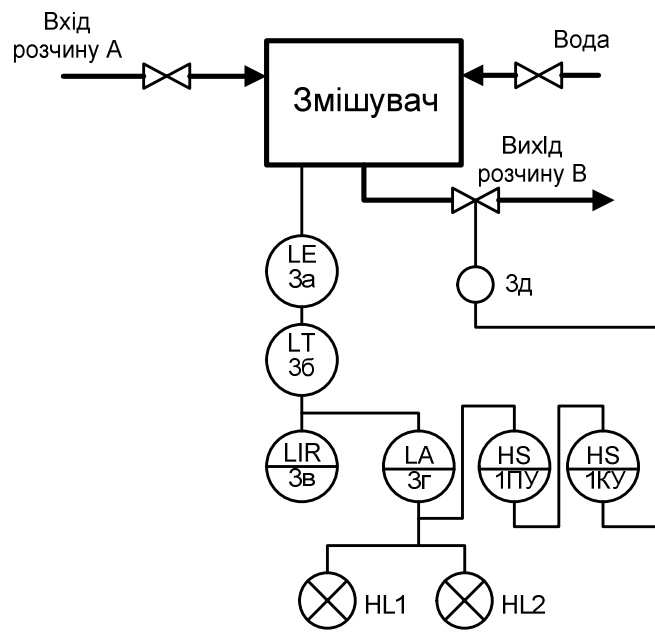 Вхід
розчину А
Вода
Змішувач
ВихІд
розчину В
LE
3а
3д
LT
3б
LIR
3в
LA
3г
HS
1ПУ
HS
1КУ
HL1
HL2